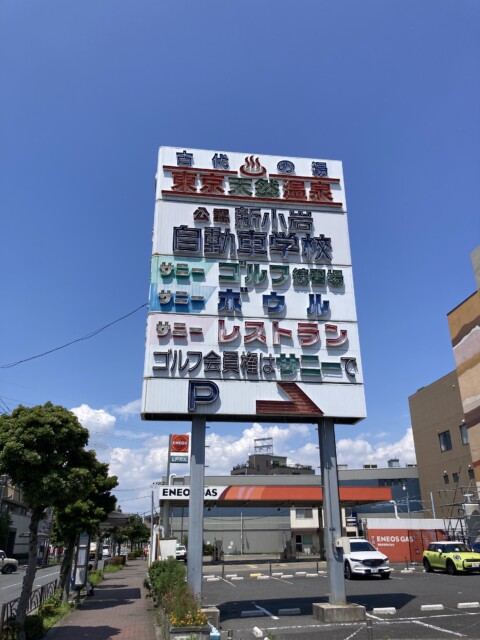 古代の湯
東京天然温泉
公認 新小岩
自動車学校
サニー ゴルフ練習場
サニー ボウル
サニー レストラン
ゴルフ会員権はサニーで
P
ENEOS
ENEOS GAS
ENEOS GAS